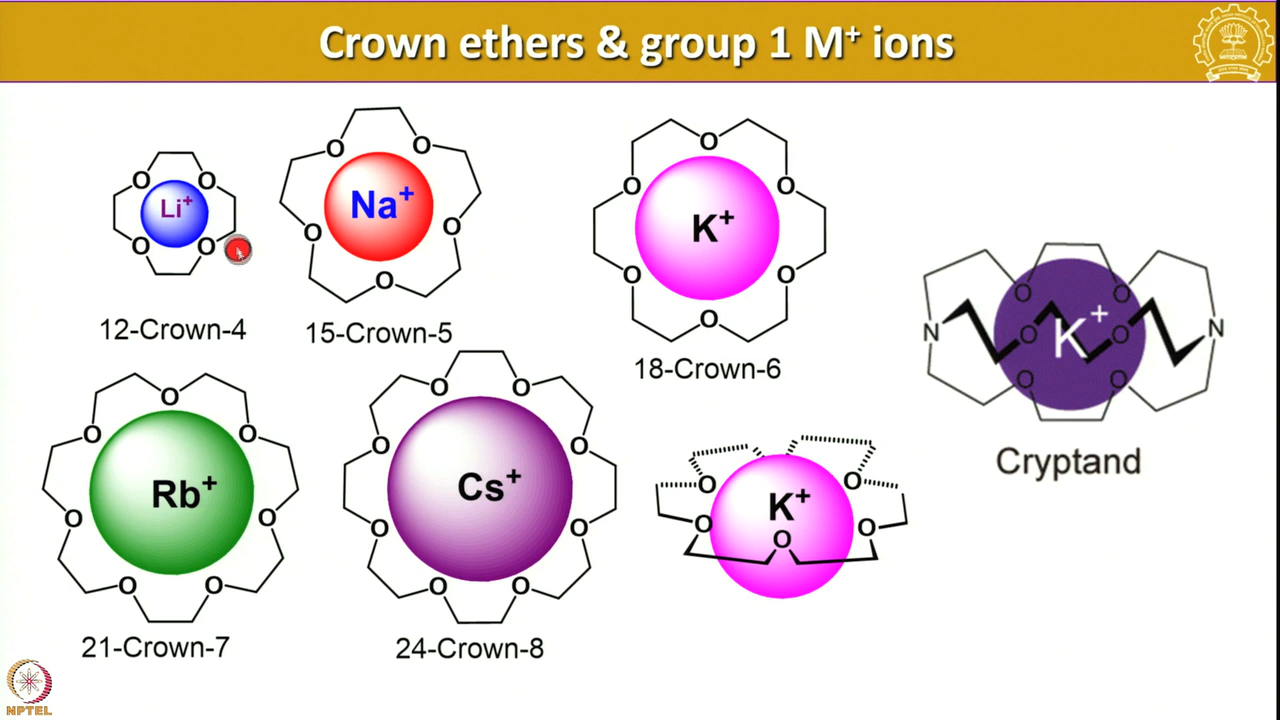 Crown ethers & group 1 M⁺ ions
O O
Li⁺
O O
12-Crown-4
O O
Na⁺
O O
O
15-Crown-5
O
O O
K⁺
O O
O
18-Crown-6
O
O O
Rb⁺
O O
O O
21-Crown-7
O O
O O
Cs⁺
O O
O O
24-Crown-8
O O
K⁺
O O
O
O O
N O K⁺ O N
O O
Cryptand
NPTEL